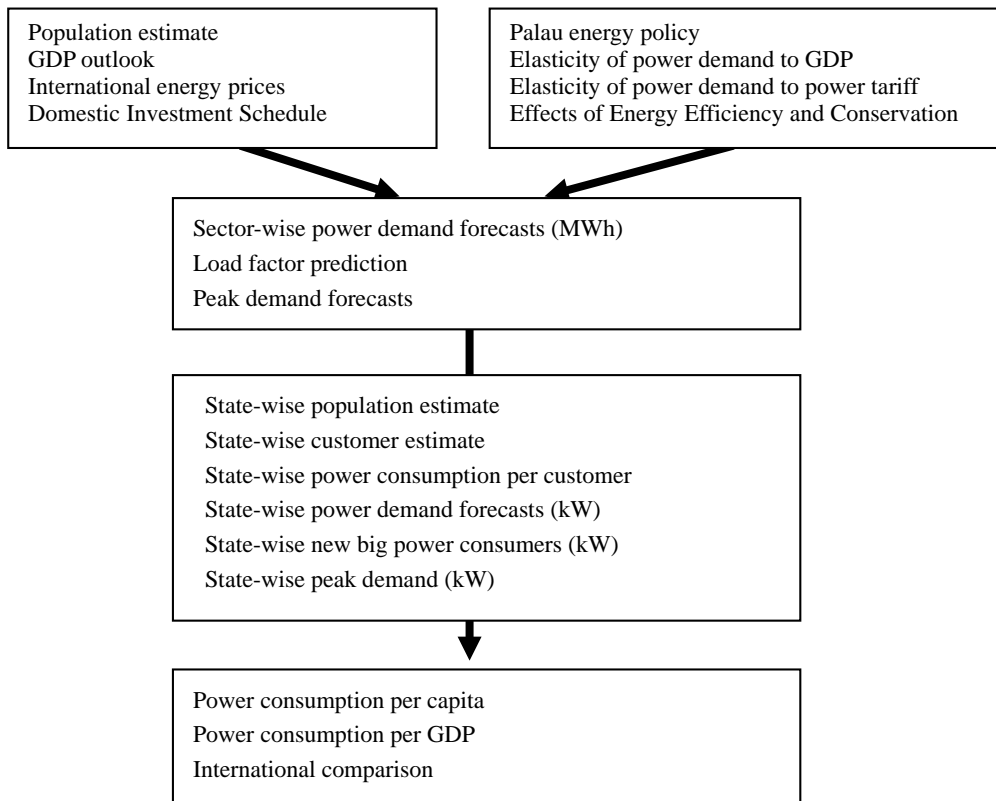 Population estimate
GDP outlook
International energy prices
Domestic Investment Schedule
Palau energy policy
Elasticity of power demand to GDP
Elasticity of power demand to power tariff
Effects of Energy Efficiency and Conservation
Sector-wise power demand forecasts (MWh)
Load factor prediction
Peak demand forecasts
State-wise population estimate
State-wise customer estimate
State-wise power consumption per customer
State-wise power demand forecasts (kW)
State-wise new big power consumers (kW)
State-wise peak demand (kW)
Power consumption per capita
Power consumption per GDP
International comparison